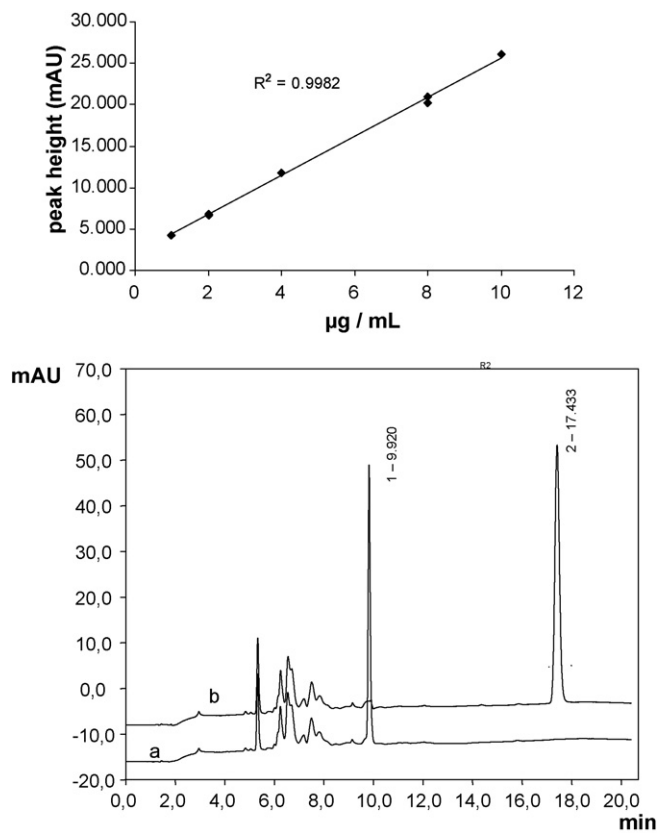 30.000
25.000
20.000
15.000
10.000
5.000
0.000
peak height (mAU)
R² = 0.9982
0 2 4 6 8 10 12
µg / mL
mAU
70,0
60,0
50,0
40,0
30,0
20,0
10,0
0,0
-10,0
-20,0
R2
1 – 9.920
2 – 17.433
b
a
0,0 2,0 4,0 6,0 8,0 10,0 12,0 14,0 16,0 18,0 20,0
min